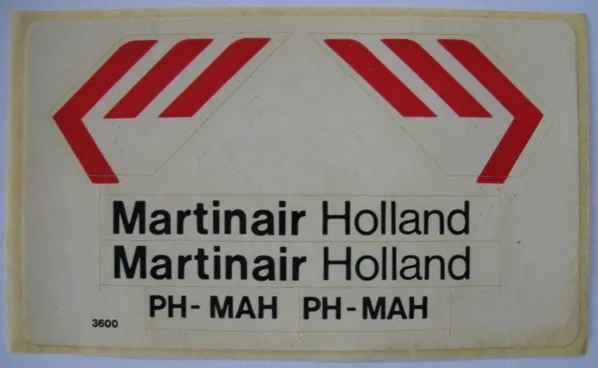 Martinair Holland
Martinair Holland
PH - MAH PH - MAH
3600